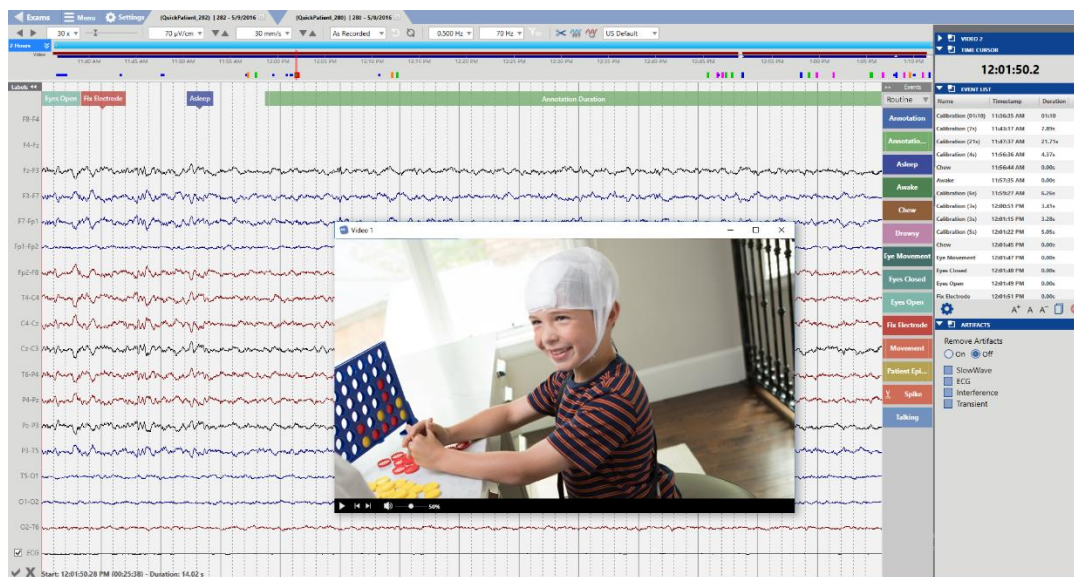 Exams Menu Settings (QuickPatient_292) | 282 - 5/9/2016 (QuickPatient_280) | 280 - 5/9/2016
30 x 70 µV/cm 30 mm/s As Recorded 0.500 Hz 70 Hz US Default
2 Hours
Video
11:40 AM 11:45 AM 11:50 AM 11:55 AM 12:00 PM 12:05 PM 12:10 PM 12:15 PM 12:20 PM 12:25 PM 12:30 PM 12:35 PM 12:40 PM 12:45 PM 12:50 PM 12:55 PM 1:00 PM 1:05 PM 1:10 PM
Labels
Eyes Open Fix Electrode Asleep Annotation Duration
F8-F4
F4-Fz
Fz-F3
F3-F7
F7-Fp1
Fp1-Fp2
Fp2-F8
T4-C4
C4-Cz
Cz-C3
T6-P4
P4-Pz
Pz-P3
P3-T5
T5-O1
O1-O2
O2-T6
ECG
Start: 12:01:50.28 PM (00:25:38) - Duration: 14.02 s
Video 1
50%
Events
Routine
Annotation
Annotatio...
Asleep
Awake
Chew
Drowsy
Eye Movement
Eyes Closed
Eyes Open
Fix Electrode
Movement
Patient Epi...
Spike
Talking
VIDEO 2
TIME CURSOR
12:01:50.2
EVENT LIST
Name Timestamp Duration
Calibration (01:10) 11:36:35 AM 01:10
Calibration (7s) 11:43:17 AM 7.89s
Calibration (21s) 11:47:37 AM 21.71s
Calibration (4s) 11:56:36 AM 4.37s
Chew 11:56:44 AM 0.00s
Awake 11:57:35 AM 0.00s
Calibration (6s) 11:59:27 AM 6.26s
Calibration (3s) 12:00:51 PM 3.41s
Calibration (3s) 12:01:15 PM 3.28s
Calibration (5s) 12:01:22 PM 5.05s
Chew 12:01:45 PM 0.00s
Eye Movement 12:01:47 PM 0.00s
Eyes Closed 12:01:48 PM 0.00s
Eyes Open 12:01:49 PM 0.00s
Fix Electrode 12:01:51 PM 0.00s
A+ A A-
ARTIFACTS
Remove Artifacts
On Off
SlowWave
ECG
Interference
Transient